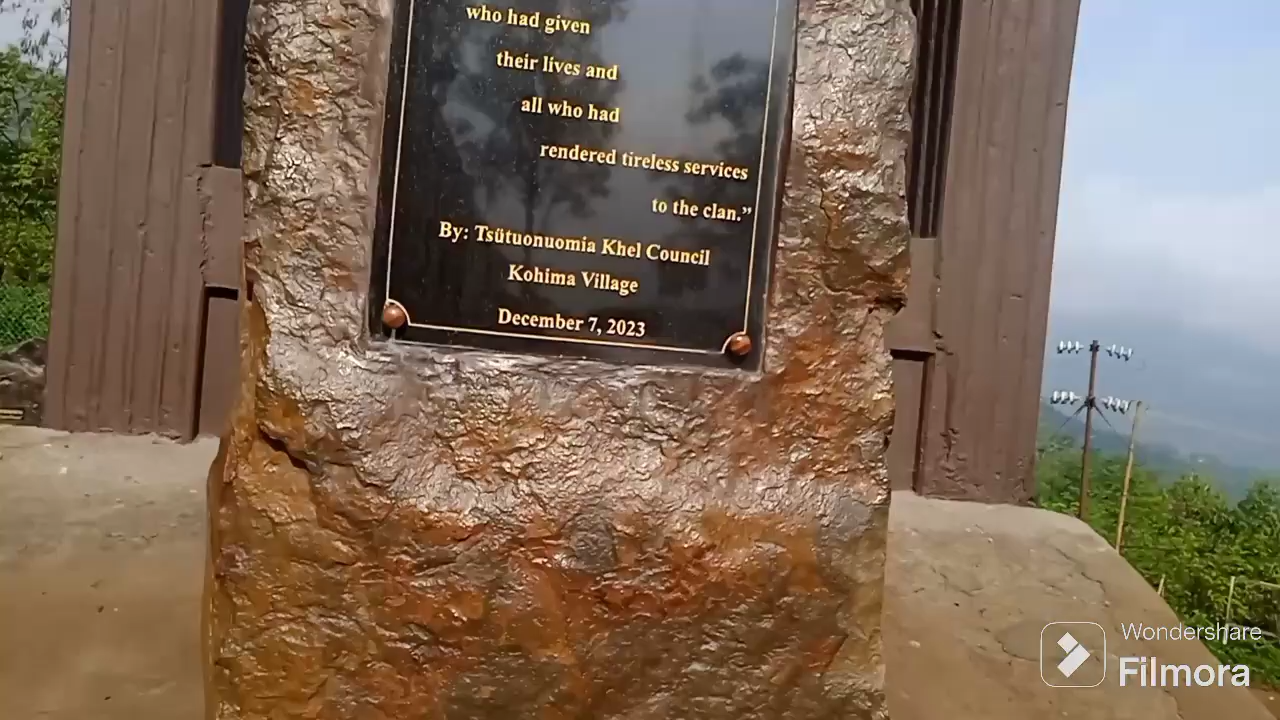 who had given
their lives and
all who had
rendered tireless services
to the clan.”
By: Tsütuonuomia Khel Council
Kohima Village
December 7, 2023
Wondershare
Filmora